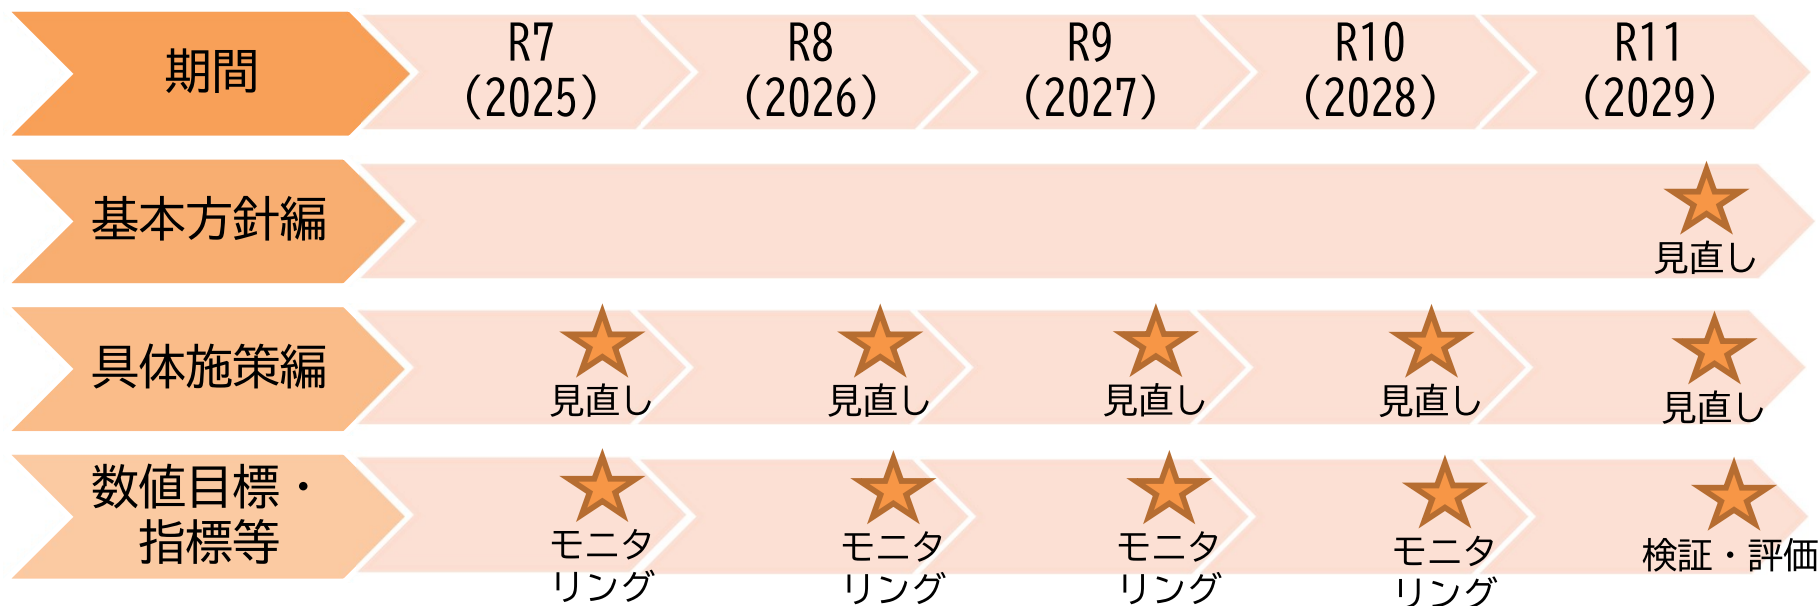 期間
R7
(2025)
R8
(2026)
R9
(2027)
R10
(2028)
R11
(2029)
基本方針編
見直し
具体施策編
見直し
見直し
見直し
見直し
見直し
数値目標・
指標等
モニタ
リング
モニタ
リング
モニタ
リング
モニタ
リング
検証・評価